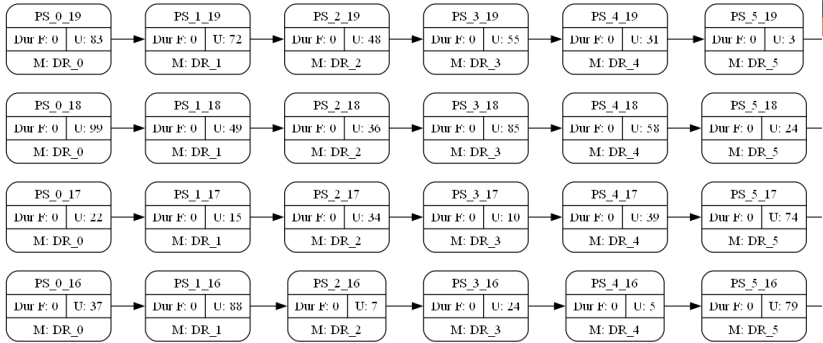 PS_0_19 PS_1_19 PS_2_19 PS_3_19 PS_4_19 PS_5_19
Dur F: 0 U: 83 Dur F: 0 U: 72 Dur F: 0 U: 48 Dur F: 0 U: 55 Dur F: 0 U: 31 Dur F: 0 U: 3
M: DR_0 M: DR_1 M: DR_2 M: DR_3 M: DR_4 M: DR_5
PS_0_18 PS_1_18 PS_2_18 PS_3_18 PS_4_18 PS_5_18
Dur F: 0 U: 99 Dur F: 0 U: 49 Dur F: 0 U: 36 Dur F: 0 U: 85 Dur F: 0 U: 58 Dur F: 0 U: 24
M: DR_0 M: DR_1 M: DR_2 M: DR_3 M: DR_4 M: DR_5
PS_0_17 PS_1_17 PS_2_17 PS_3_17 PS_4_17 PS_5_17
Dur F: 0 U: 22 Dur F: 0 U: 15 Dur F: 0 U: 34 Dur F: 0 U: 10 Dur F: 0 U: 39 Dur F: 0 U: 74
M: DR_0 M: DR_1 M: DR_2 M: DR_3 M: DR_4 M: DR_5
PS_0_16 PS_1_16 PS_2_16 PS_3_16 PS_4_16 PS_5_16
Dur F: 0 U: 37 Dur F: 0 U: 88 Dur F: 0 U: 7 Dur F: 0 U: 24 Dur F: 0 U: 5 Dur F: 0 U: 79
M: DR_0 M: DR_1 M: DR_2 M: DR_3 M: DR_4 M: DR_5